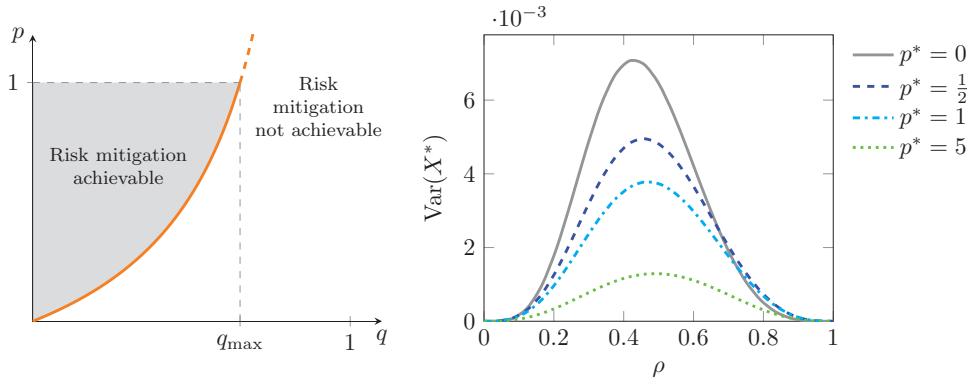 p
1
Risk mitigation
achievable
Risk
mitigation
not achievable
q_max
1
q
·10⁻³
Var(X*)
6
4
2
0
0
0.2
0.4
0.6
0.8
1
ρ
p* = 0
p* = 1/2
p* = 1
p* = 5